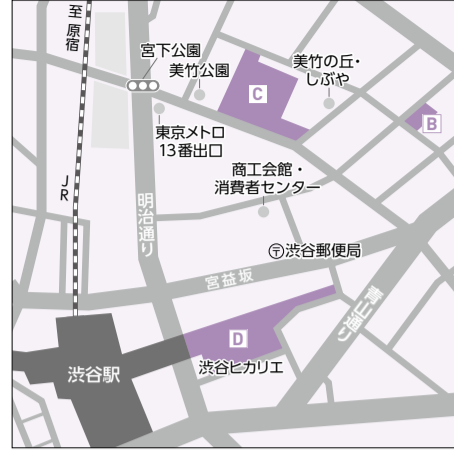 至 原宿
宮下公園
美竹公園
C
美竹の丘・
しぶや
B
東京メトロ
13番出口
商工会館・
消費者センター
JR
明治通り
〒渋谷郵便局
宮益坂
青山通り
D
渋谷ヒカリエ
渋谷駅